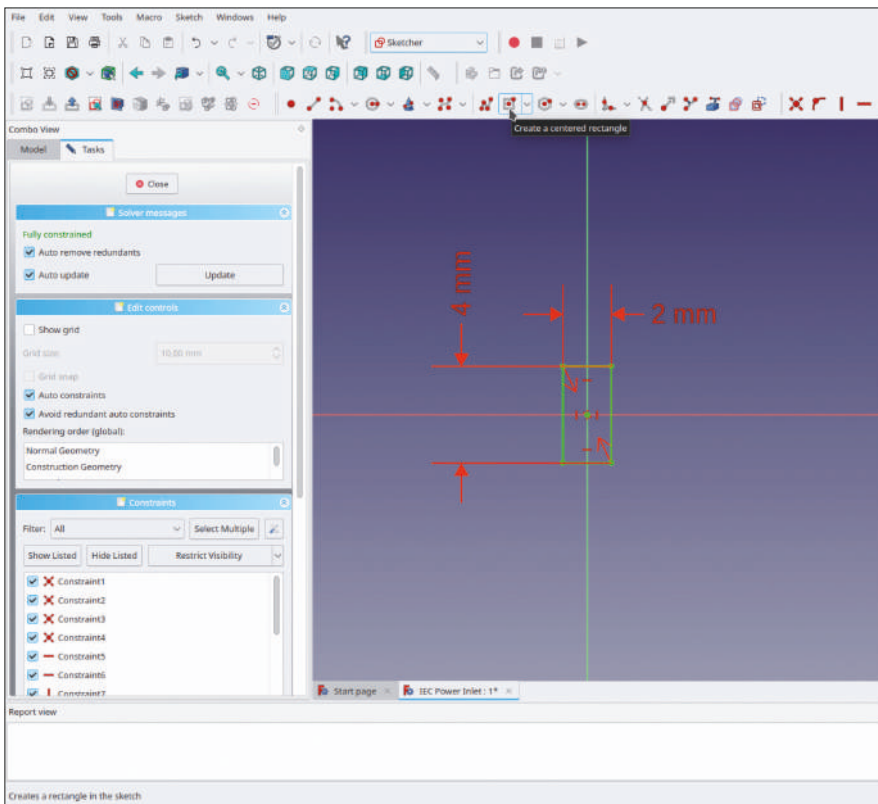 File Edit View Tools Macro Sketch Windows Help
Sketcher
Create a centered rectangle
Combo View
Model Tasks
Close
Solver messages
Fully constrained
Auto remove redundants
Auto update Update
Edit controls
Show grid
Grid size: 10.00 mm
Grid snap
Auto constraints
Avoid redundant auto constraints
Rendering order (global):
Normal Geometry
Construction Geometry
Constraints
Filter: All Select Multiple
Show Listed Hide Listed Restrict Visibility
Constraint1
Constraint2
Constraint3
Constraint4
Constraint5
Constraint6
Constraint7
4 mm
2 mm
Start page IEC Power Inlet : 1*
Report view
Creates a rectangle in the sketch